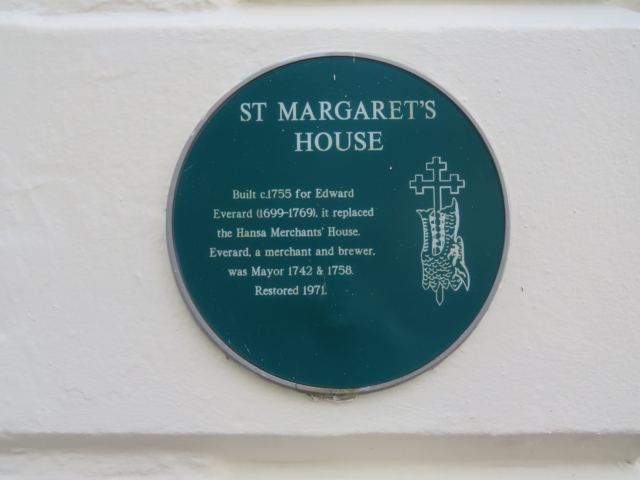 ST MARGARET'S
HOUSE
Built c.1755 for Edward
Everard (1699-1769), it replaced
the Hansa Merchants' House.
Everard, a merchant and brewer,
was Mayor 1742 & 1758.
Restored 1971.